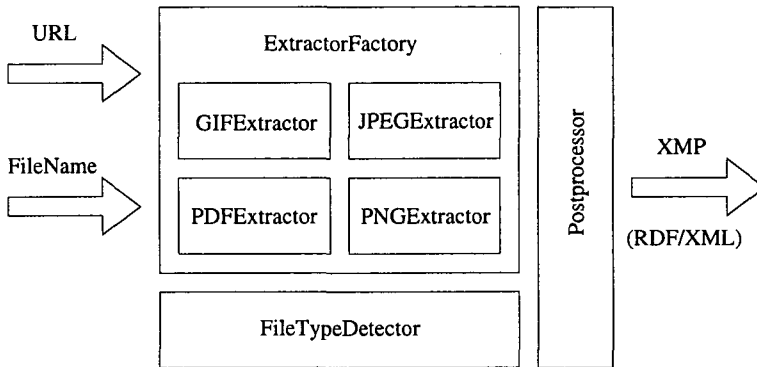 URL
FileName
ExtractorFactory
GIFExtractor
JPEGExtractor
PDFExtractor
PNGExtractor
FileTypeDetector
Postprocessor
XMP
(RDF/XML)